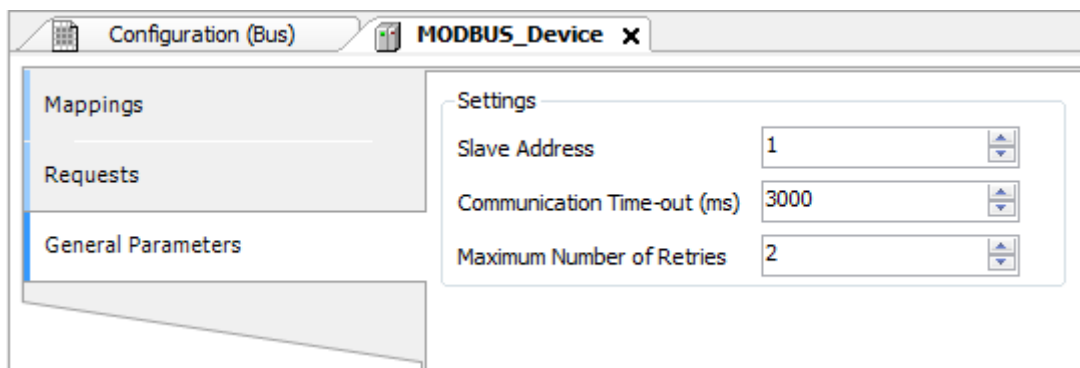 Configuration (Bus)
MODBUS_Device x
Mappings
Requests
General Parameters
Settings
Slave Address 1
Communication Time-out (ms) 3000
Maximum Number of Retries 2